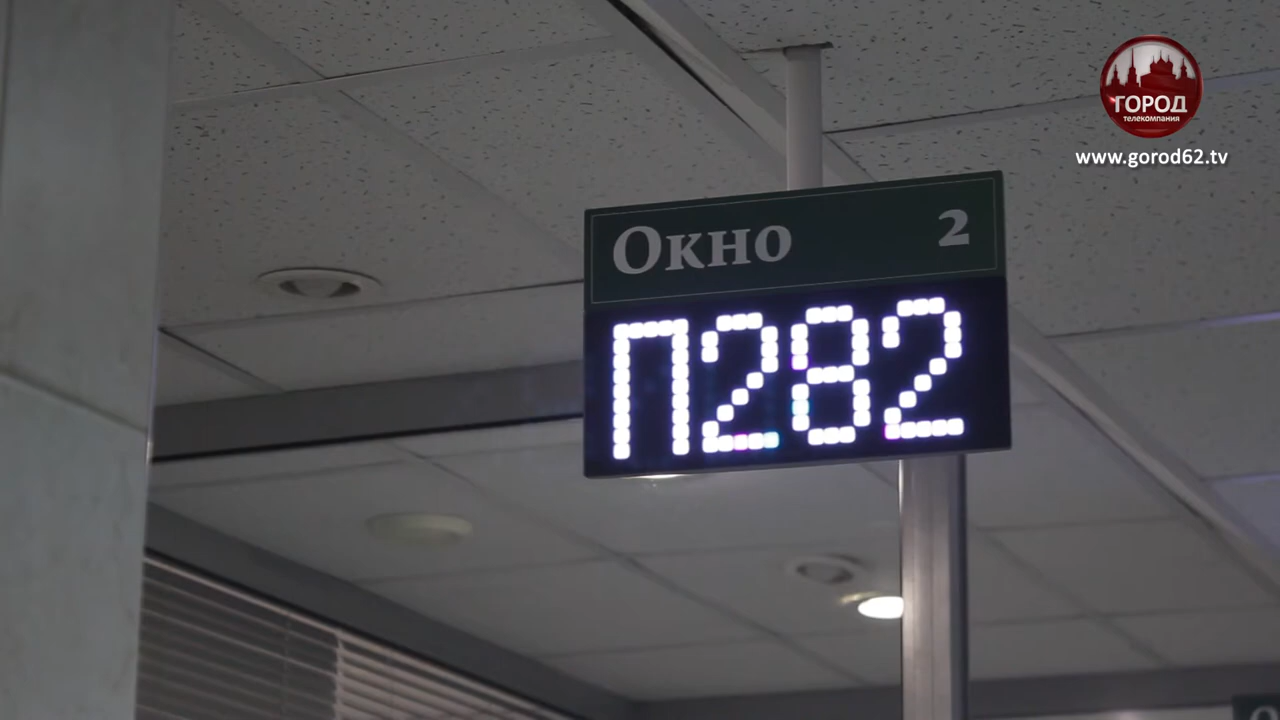 ГОРОД
телекомпания
www.gorod62.tv
Окно 2
П282